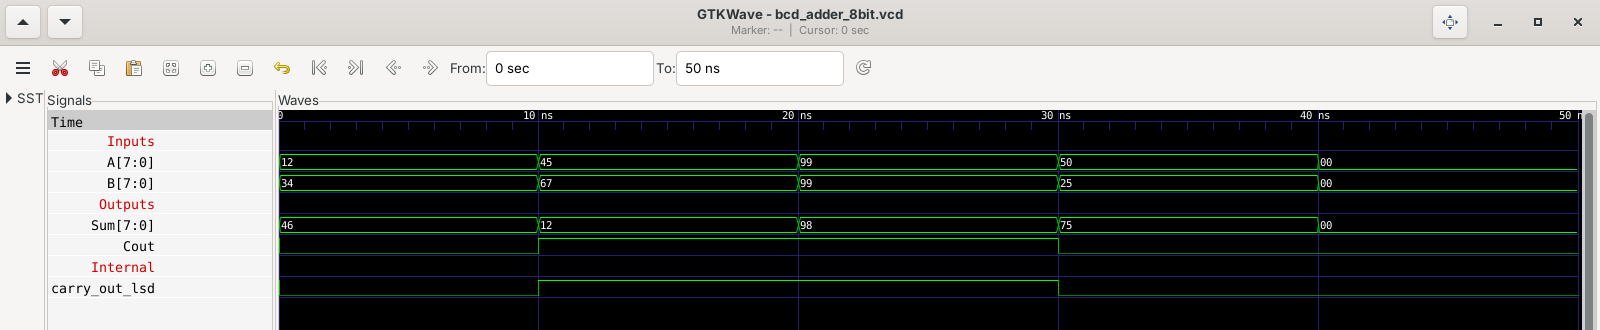 GTKWave - bcd_adder_8bit.vcd
Marker: -- | Cursor: 0 sec
From: 0 sec To: 50 ns
SST
Signals
Waves
Time
0 10 ns 20 ns 30 ns 40 ns 50 n
Inputs
A[7:0] 12 45 99 50 00
B[7:0] 34 67 99 25 00
Outputs
Sum[7:0] 46 12 98 75 00
Cout
Internal
carry_out_lsd